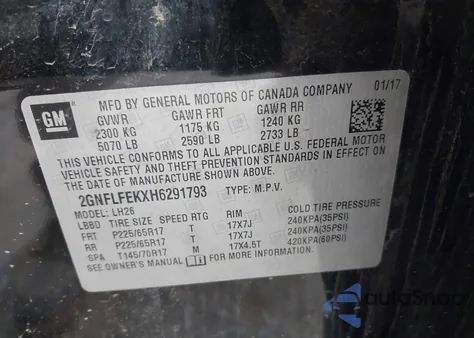 GM
MFD BY GENERAL MOTORS OF CANADA COMPANY 01/17
GVWR GAWR FRT GAWR RR
2300 KG 1175 KG 1240 KG
5070 LB 2590 LB 2733 LB
THIS VEHICLE CONFORMS TO ALL APPLICABLE U.S. FEDERAL MOTOR
VEHICLE SAFETY AND THEFT PREVENTION STANDARDS IN EFFECT ON
THE DATE OF MANUFACTURE SHOWN ABOVE.
2GNFLFEKXH6291793 TYPE: M.P.V.
MODEL: LH26
LBBD TIRE SIZE SPEED RTG RIM COLD TIRE PRESSURE
FRT P225/65R17 T 17X7J 240KPA(35PSI)
RR P225/65R17 T 17X7J 240KPA(35PSI)
SPA T145/70R17 M 17X4.5T 420KPA(60PSI)
SEE OWNER'S MANUAL FOR MORE INFORMATION.
autoSnap